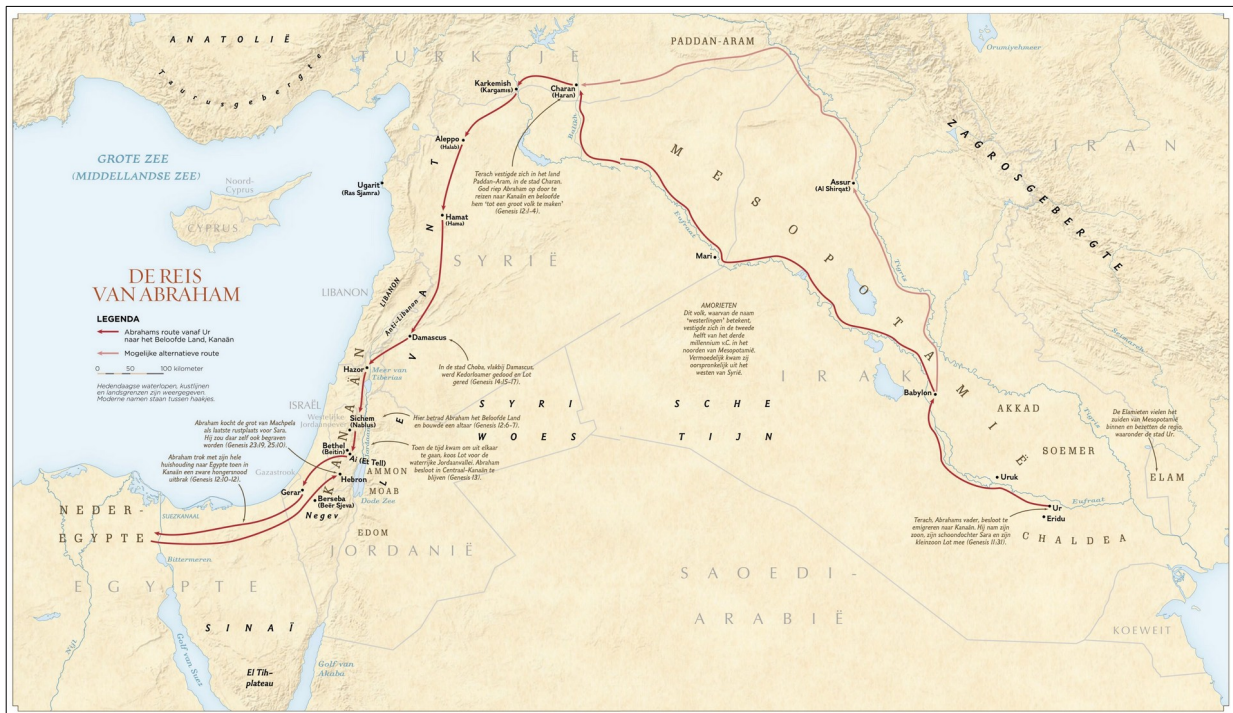 DE REIS
VAN ABRAHAM
LEGENDA
Abrahams route vanaf Ur
naar het Beloofde Land, Kanaän
Mogelijke alternatieve route
0 50 100 kilometer
Hedendaagse waterlopen, kustlijnen
en landsgrenzen zijn weergegeven.
Moderne namen staan tussen haakjes.
ANATOLIË
Taurusgebergte
TURKIJE
PADDAN-ARAM
Orumiyehmeer
GROTE ZEE
(MIDDELLANDSE ZEE)
Noord-
Cyprus
CYPRUS
Karkemish
(Kargamis)
Charan
(Haran)
Balikh
Aleppo
(Halab)
Ugarit
(Ras Sjamra)
Hamat
(Hama)
Terach vestigde zich in het land
Paddan-Aram, in de stad Charan.
God riep Abraham op door te
reizen naar Kanaän en beloofde
hem ‘tot een groot volk te maken’
(Genesis 12:1-4).
MESOPOTAMIË
ZAGROSGEBERGTE
IRAN
Assur
(Al Shirqat)
Tigris
Eufraat
Mari
SYRIË
LEVANT
LIBANON
LIBANON
Anti-Libanon
Damascus
In de stad Choba, vlakbij Damascus,
werd Kedorlaomer gedood en Lot
gered (Genesis 14:15-17).
AMORIETEN
Dit volk, waarvan de naam
‘westerlingen’ betekent,
vestigde zich in de tweede
helft van het derde
millennium v.C. in het
noorden van Mesopotamië.
Vermoedelijk kwam zij
oorspronkelijk uit het
westen van Syrië.
IRAK
Babylon
AKKAD
SOEMER
Tigris
ELAM
De Elamieten vielen het
zuiden van Mesopotamië
binnen en bezetten de regio,
waaronder de stad Ur.
Uruk
Ur
Eridu
Eufraat
CHALDEA
Terach, Abrahams vader, besloot te
emigreren naar Kanaän. Hij nam zijn
zoon, zijn schoondochter Sara en zijn
kleinzoon Lot mee (Genesis 11:31).
SYRISCHE
WOESTIJN
Hazor
Meer van
Tiberias
KANAÄN
ISRAËL
Westelijke
Jordaanoever
Jordaan
Sichem
(Nablus)
Hier betrad Abraham het Beloofde Land
en bouwde een altaar (Genesis 12:6-7).
Toen de tijd kwam om uit elkaar
te gaan, koos Lot voor de
waterrijke Jordaanvallei. Abraham
besloot in Centraal-Kanaän te
blijven (Genesis 13).
Bethel
(Beitin)
Ai (Et Tell)
Abraham kocht de grot van Machpela
als laatste rustplaats voor Sara.
Hij zou daar zelf ook begraven
worden (Genesis 23:19, 25:10).
Abraham trok met zijn hele
huishouding naar Egypte toen in
Kanaän een zware hongersnood
uitbrak (Genesis 12:10-12).
Gazastrook
Hebron
AMMON
MOAB
Dode Zee
Gerar
Berseba
(Beër Sjeva)
Negev
EDOM
NEDER-
EGYPTE
SUEZKANAAL
Bittermeren
JORDANIË
EGYPTE
SINAÏ
Nijl
Golf van Suez
El Tih-
plateau
Golf van
Akaba
SAOEDI-
ARABIË
KOEWEIT